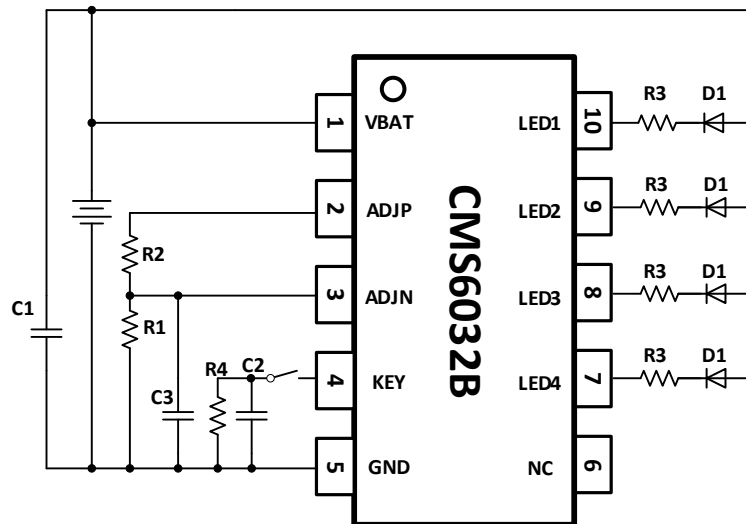 R3 D1
1 VBAT LED1 10
R3 D1
2 ADJP LED2 9
R2
CMS6032B
R3 D1
3 ADJN LED3 8
C1
R1
R3 D1
R4 C2
4 KEY LED4 7
C3
5 GND NC 6